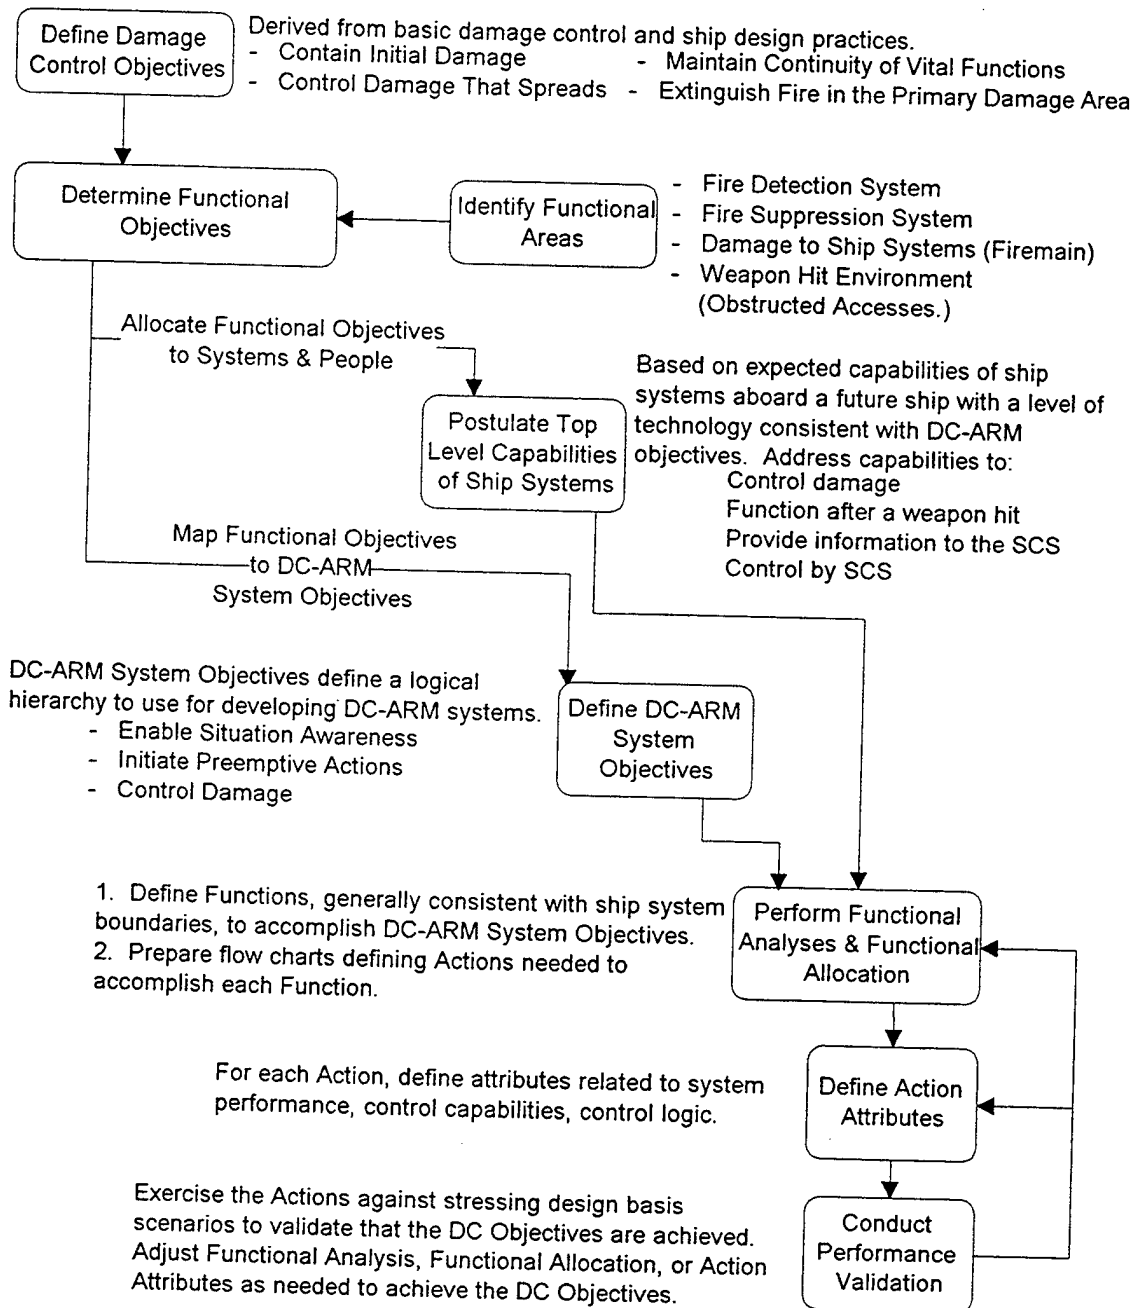 Define Damage
Control Objectives
Derived from basic damage control and ship design practices.
- Contain Initial Damage - Maintain Continuity of Vital Functions
- Control Damage That Spreads - Extinguish Fire in the Primary Damage Area
Determine Functional
Objectives
Identify Functional
Areas
- Fire Detection System
- Fire Suppression System
- Damage to Ship Systems (Firemain)
- Weapon Hit Environment
(Obstructed Accesses.)
Allocate Functional Objectives
to Systems & People
Postulate Top
Level Capabilities
of Ship Systems
Based on expected capabilities of ship
systems aboard a future ship with a level of
technology consistent with DC-ARM
objectives. Address capabilities to:
Control damage
Function after a weapon hit
Provide information to the SCS
Control by SCS
Map Functional Objectives
to DC-ARM
System Objectives
DC-ARM System Objectives define a logical
hierarchy to use for developing DC-ARM systems.
- Enable Situation Awareness
- Initiate Preemptive Actions
- Control Damage
Define DC-ARM
System
Objectives
1. Define Functions, generally consistent with ship system
boundaries, to accomplish DC-ARM System Objectives.
2. Prepare flow charts defining Actions needed to
accomplish each Function.
Perform Functional
Analyses & Functional
Allocation
For each Action, define attributes related to system
performance, control capabilities, control logic.
Define Action
Attributes
Exercise the Actions against stressing design basis
scenarios to validate that the DC Objectives are achieved.
Adjust Functional Analysis, Functional Allocation, or Action
Attributes as needed to achieve the DC Objectives.
Conduct
Performance
Validation